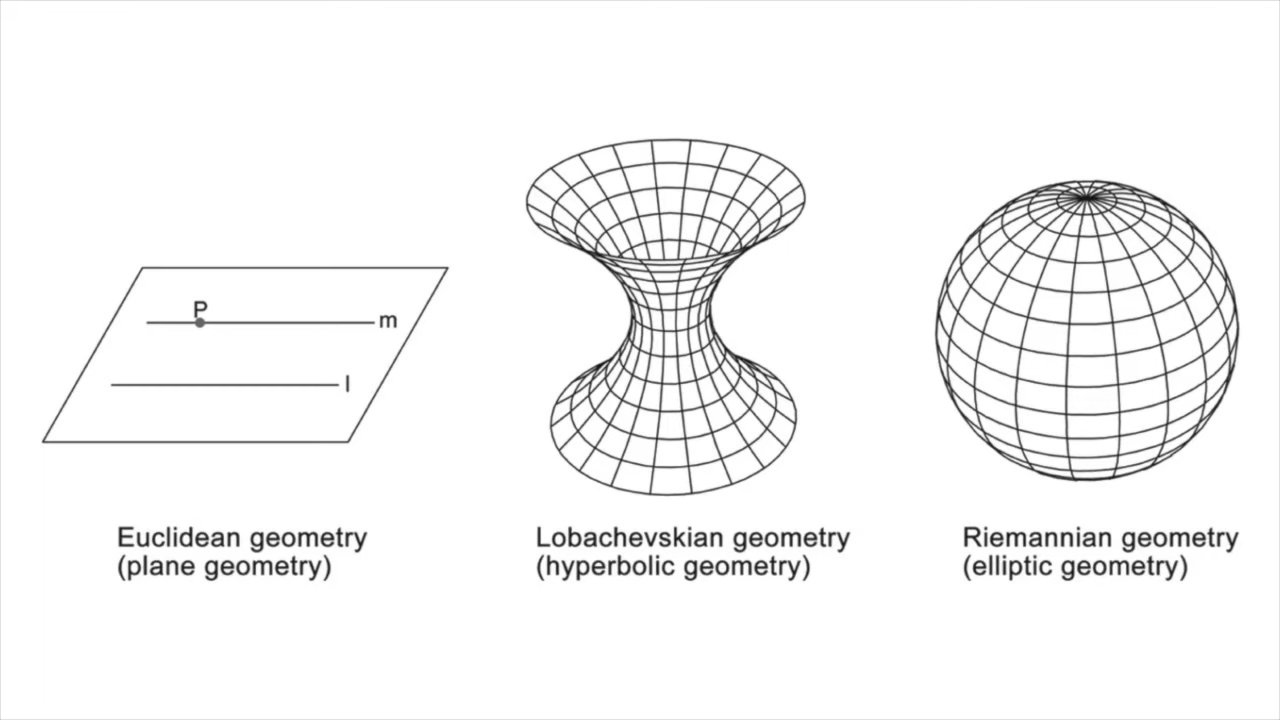 P
m
l
Euclidean geometry
(plane geometry)
Lobachevskian geometry
(hyperbolic geometry)
Riemannian geometry
(elliptic geometry)